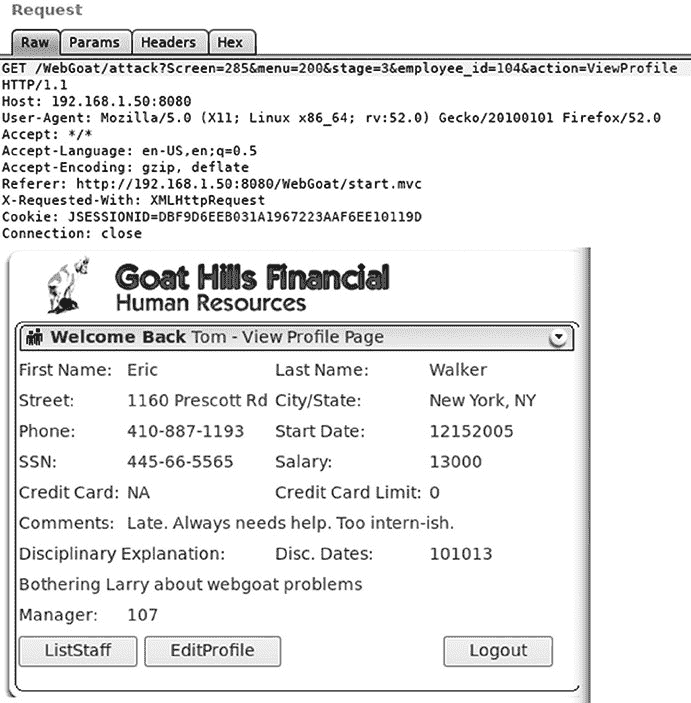 Request
Raw Params Headers Hex
GET /WebGoat/attack?Screen=285&menu=200&stage=3&employee_id=104&action=ViewProfile
HTTP/1.1
Host: 192.168.1.50:8080
User-Agent: Mozilla/5.0 (X11; Linux x86_64; rv:52.0) Gecko/20100101 Firefox/52.0
Accept: */*
Accept-Language: en-US,en;q=0.5
Accept-Encoding: gzip, deflate
Referer: http://192.168.1.50:8080/WebGoat/start.mvc
X-Requested-With: XMLHttpRequest
Cookie: JSESSIONID=DBF9D6EEB031A1967223AAF6EE10119D
Connection: close
Goat Hills Financial
Human Resources
Welcome Back Tom - View Profile Page
First Name: Eric Last Name: Walker
Street: 1160 Prescott Rd City/State: New York, NY
Phone: 410-887-1193 Start Date: 12152005
SSN: 445-66-5565 Salary: 13000
Credit Card: NA Credit Card Limit: 0
Comments: Late. Always needs help. Too intern-ish.
Disciplinary Explanation: Disc. Dates: 101013
Bothering Larry about webgoat problems
Manager: 107
ListStaff EditProfile Logout